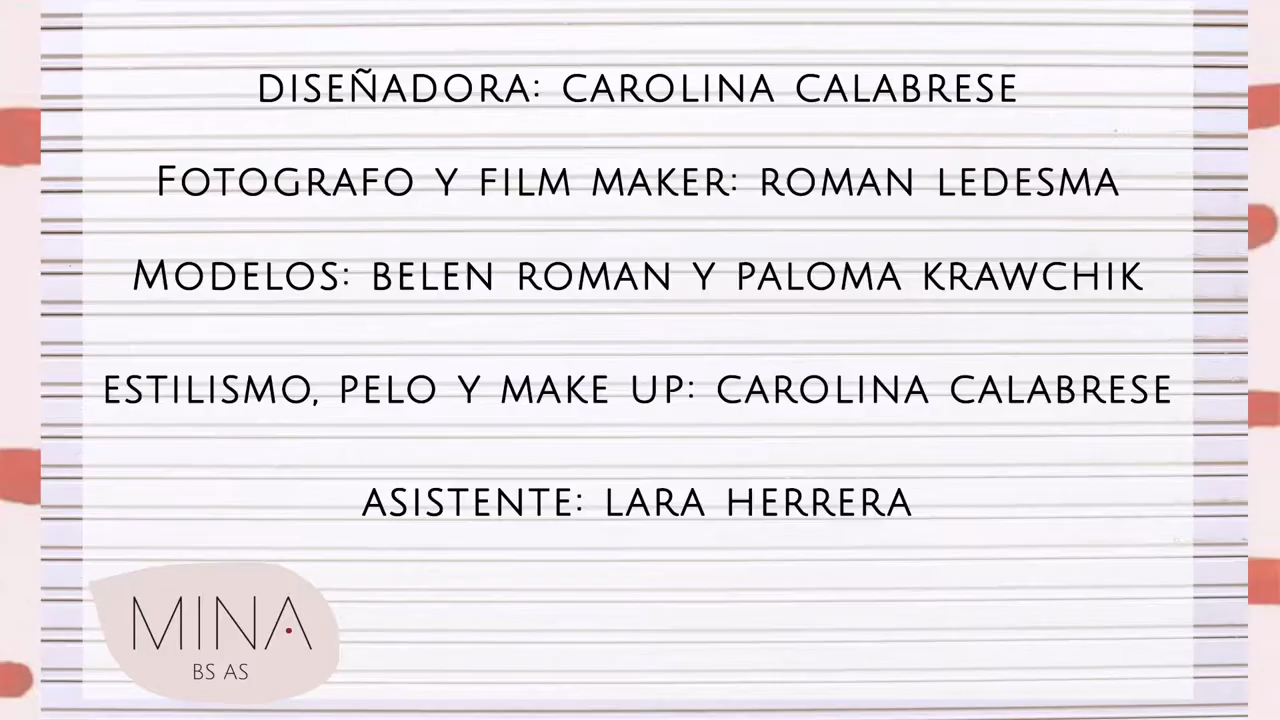 DISEÑADORA: CAROLINA CALABRESE
FOTOGRAFO Y FILM MAKER: ROMAN LEDESMA
MODELOS: BELEN ROMAN Y PALOMA KRAWCHIK
ESTILISMO, PELO Y MAKE UP: CAROLINA CALABRESE
ASISTENTE: LARA HERRERA
MINA
BS AS